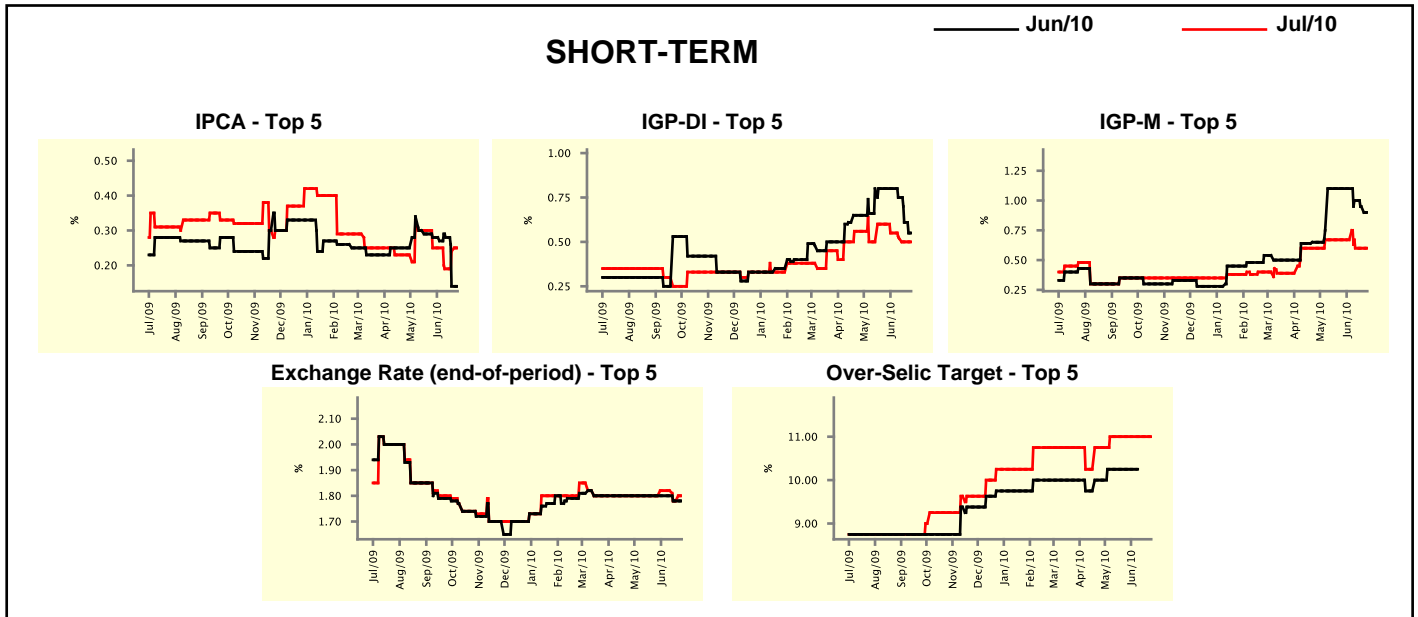 Jun/10 Jul/10
SHORT-TERM
IPCA - Top 5
0.50
0.40
0.30
0.20
%
Jul/09 Aug/09 Sep/09 Oct/09 Nov/09 Dec/09 Jan/10 Feb/10 Mar/10 Apr/10 May/10 Jun/10
IGP-DI - Top 5
1.00
0.75
0.50
0.25
%
Jul/09 Aug/09 Sep/09 Oct/09 Nov/09 Dec/09 Jan/10 Feb/10 Mar/10 Apr/10 May/10 Jun/10
IGP-M - Top 5
1.25
1.00
0.75
0.50
0.25
%
Jul/09 Aug/09 Sep/09 Oct/09 Nov/09 Dec/09 Jan/10 Feb/10 Mar/10 Apr/10 May/10 Jun/10
Exchange Rate (end-of-period) - Top 5
2.10
2.00
1.90
1.80
1.70
%
Jul/09 Aug/09 Sep/09 Oct/09 Nov/09 Dec/09 Jan/10 Feb/10 Mar/10 Apr/10 May/10 Jun/10
Over-Selic Target - Top 5
11.00
10.00
9.00
%
Jul/09 Aug/09 Sep/09 Oct/09 Nov/09 Dec/09 Jan/10 Feb/10 Mar/10 Apr/10 May/10 Jun/10